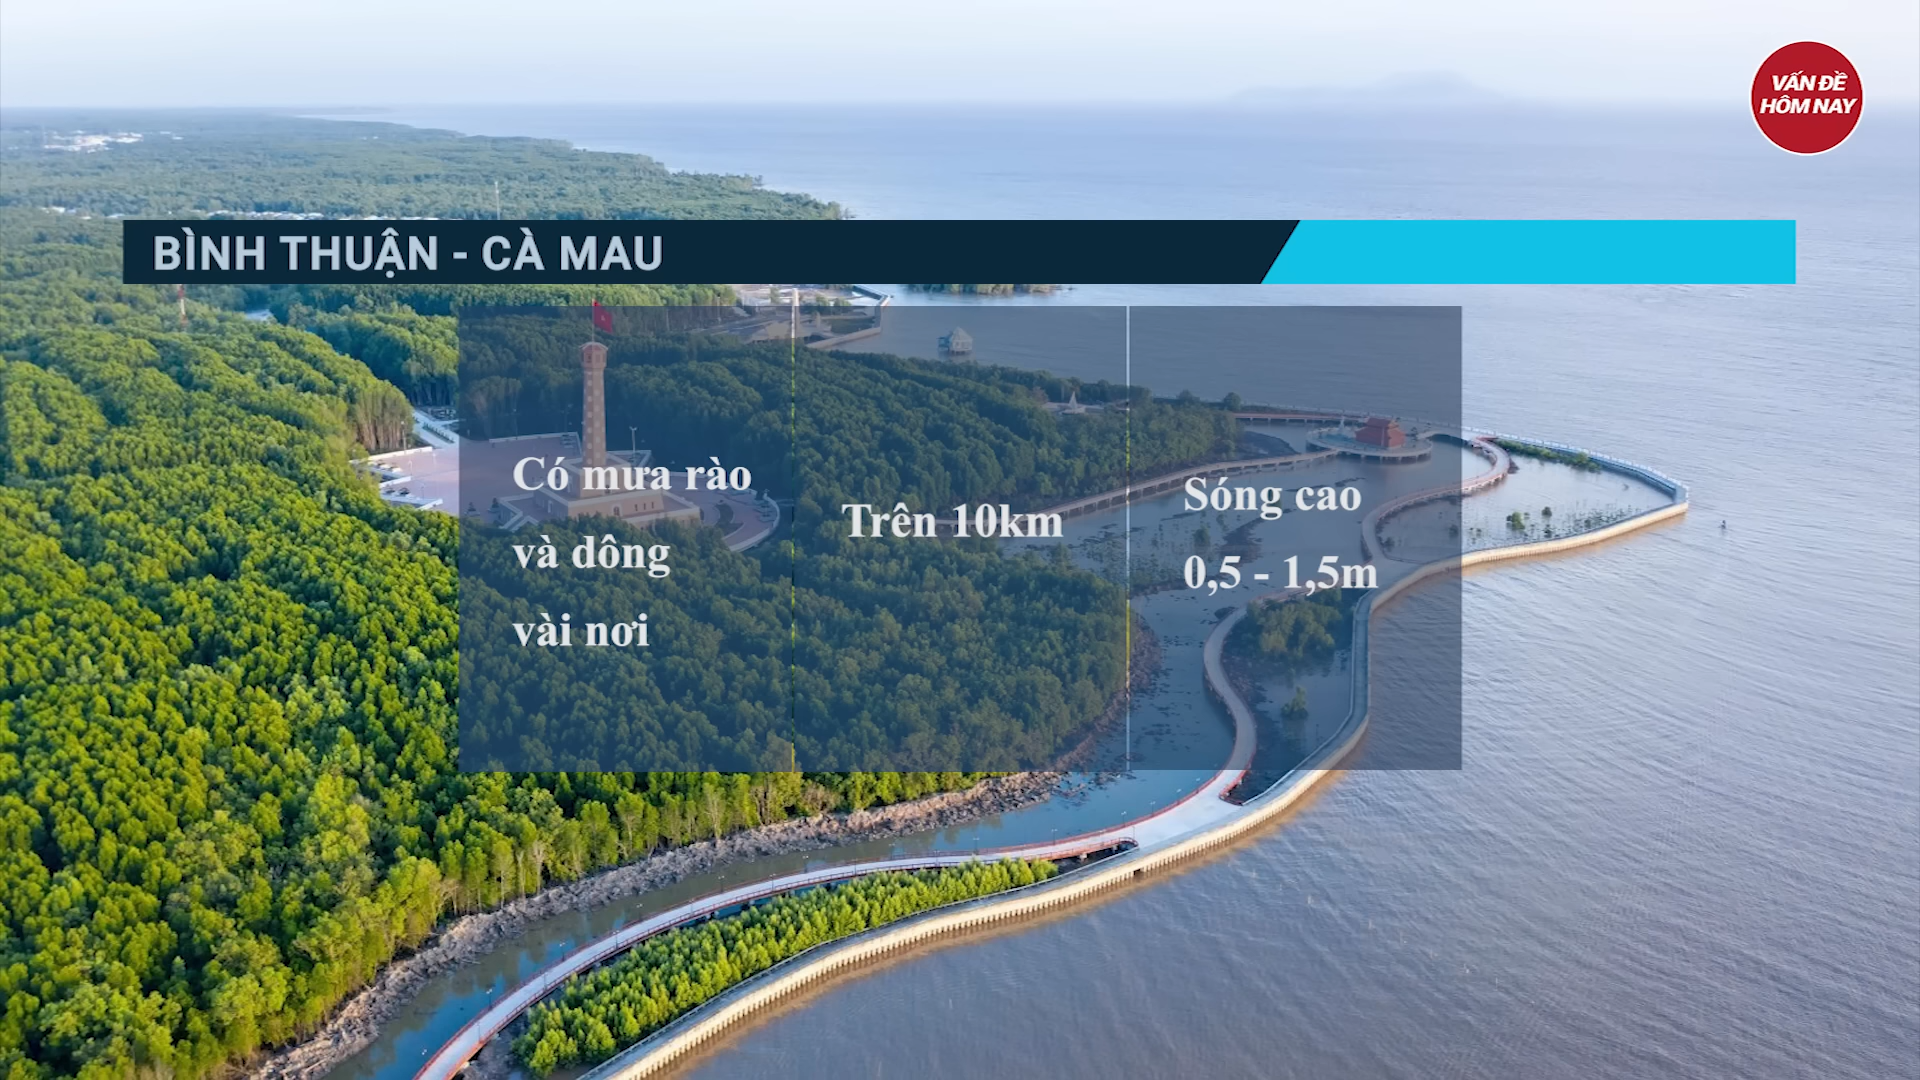 VẤN ĐỀ
HÔM NAY
BÌNH THUẬN - CÀ MAU
Có mưa rào
và dông
vài nơi
Trên 10km
Sóng cao
0,5 - 1,5m